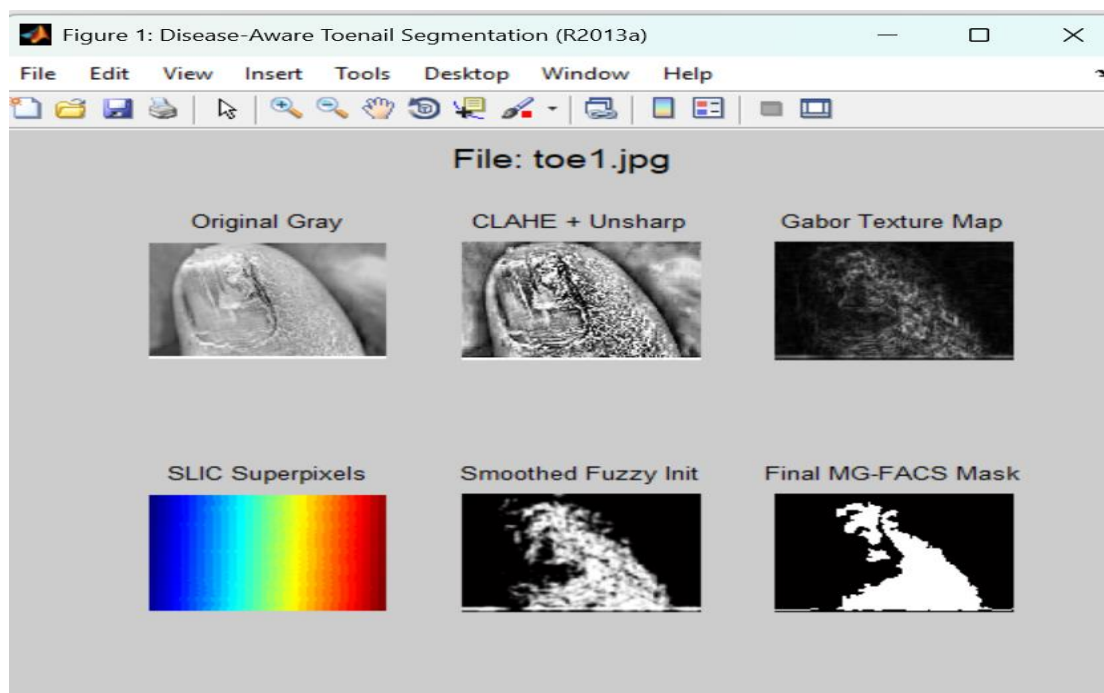 Figure 1: Disease-Aware Toenail Segmentation (R2013a)
File Edit View Insert Tools Desktop Window Help
File: toe1.jpg
Original Gray CLAHE + Unsharp Gabor Texture Map
SLIC Superpixels Smoothed Fuzzy Init Final MG-FACS Mask